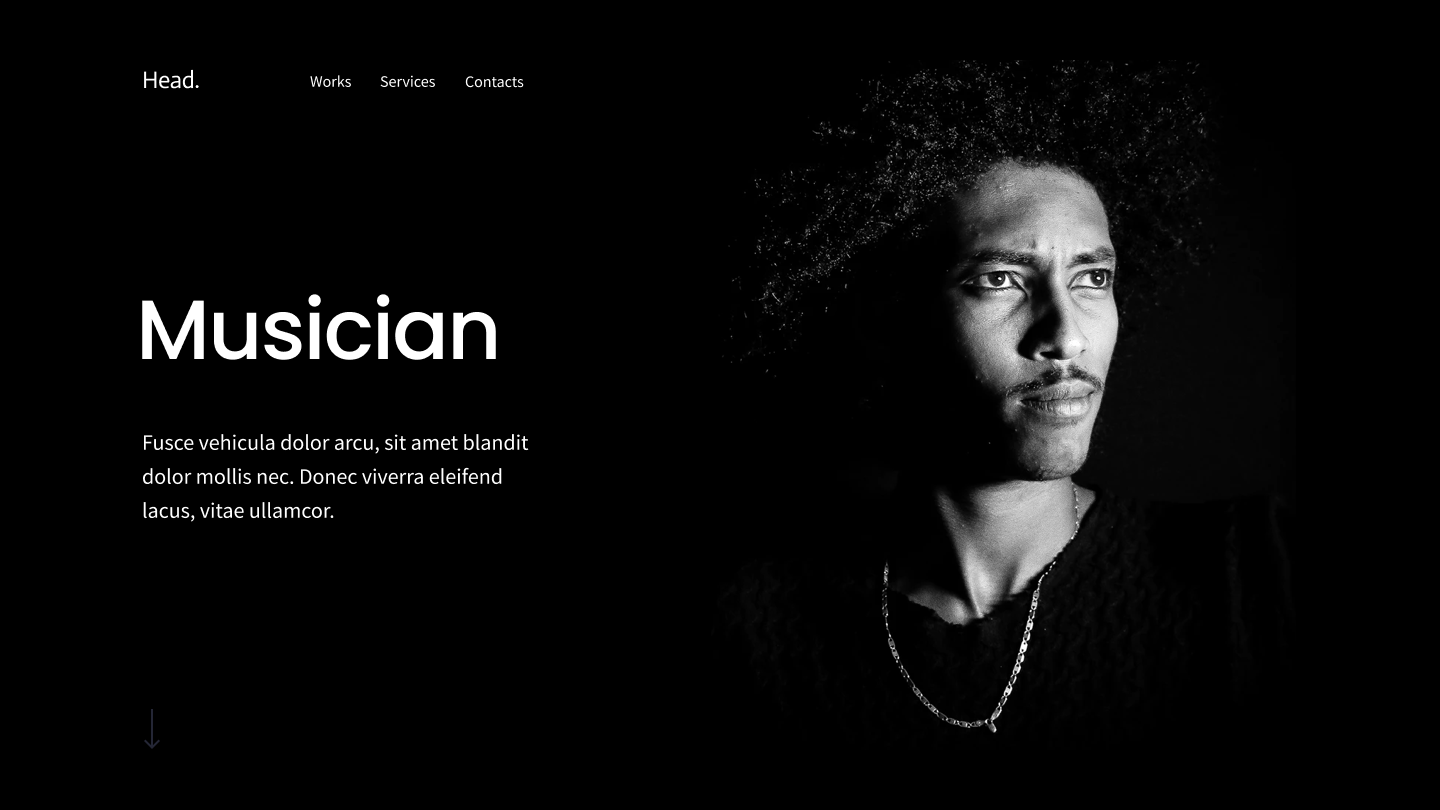 Head.
Works Services Contacts
Musician
Fusce vehicula dolor arcu, sit amet blandit
dolor mollis nec. Donec viverra eleifend
lacus, vitae ullamcor.